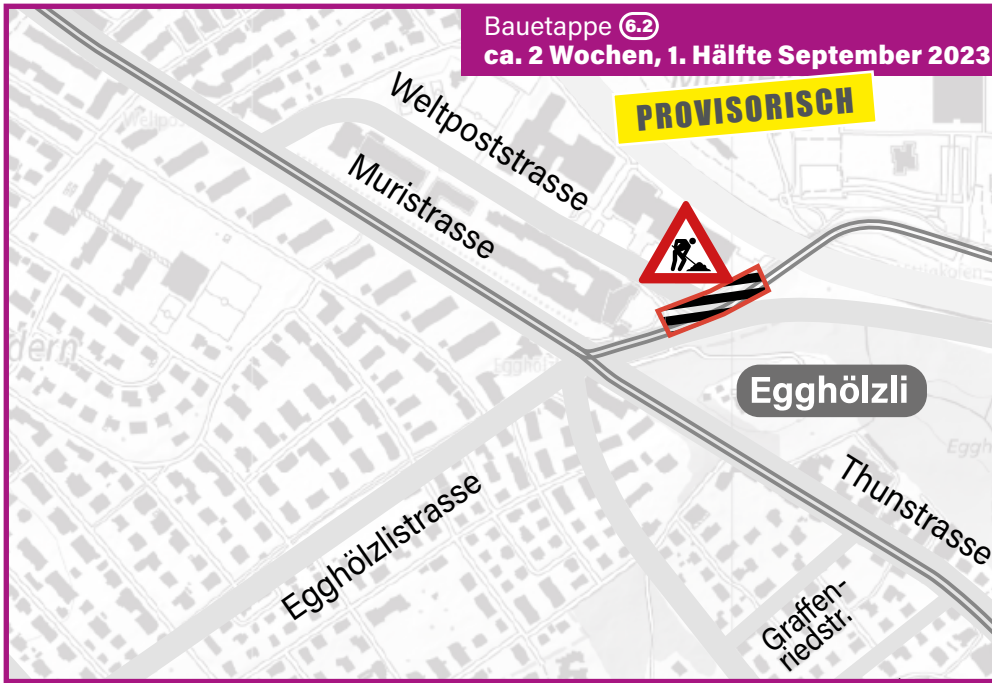 Bauetappe 6.2
ca. 2 Wochen, 1. Hälfte September 2023
PROVISORISCH
Weltpoststrasse
Muristrasse
Egghölzli
Thunstrasse
Egghölzlistrasse
Graffen-
riedstr.